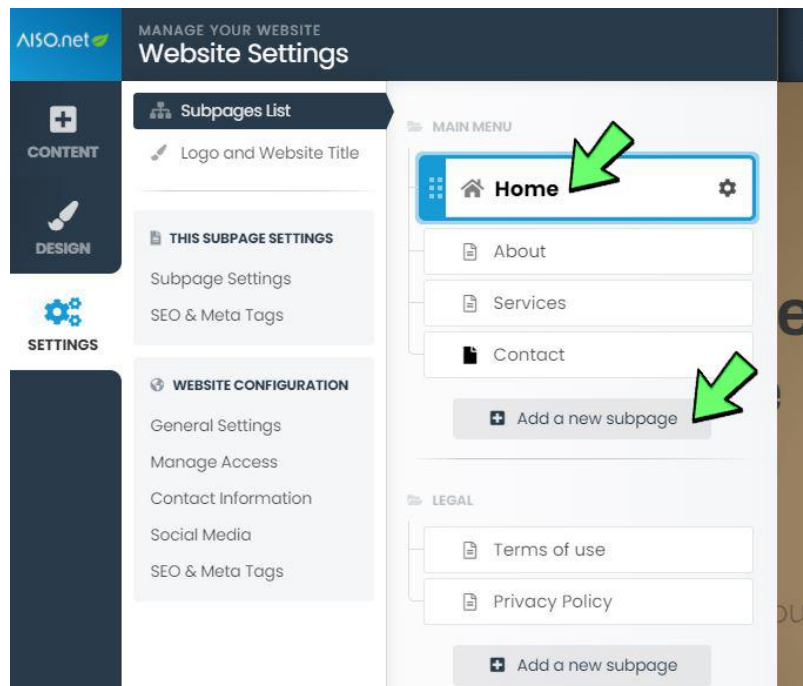 AISO.net
MANAGE YOUR WEBSITE
Website Settings
CONTENT
DESIGN
SETTINGS
Subpages List
Logo and Website Title
THIS SUBPAGE SETTINGS
Subpage Settings
SEO & Meta Tags
WEBSITE CONFIGURATION
General Settings
Manage Access
Contact Information
Social Media
SEO & Meta Tags
MAIN MENU
Home
About
Services
Contact
Add a new subpage
LEGAL
Terms of use
Privacy Policy
Add a new subpage